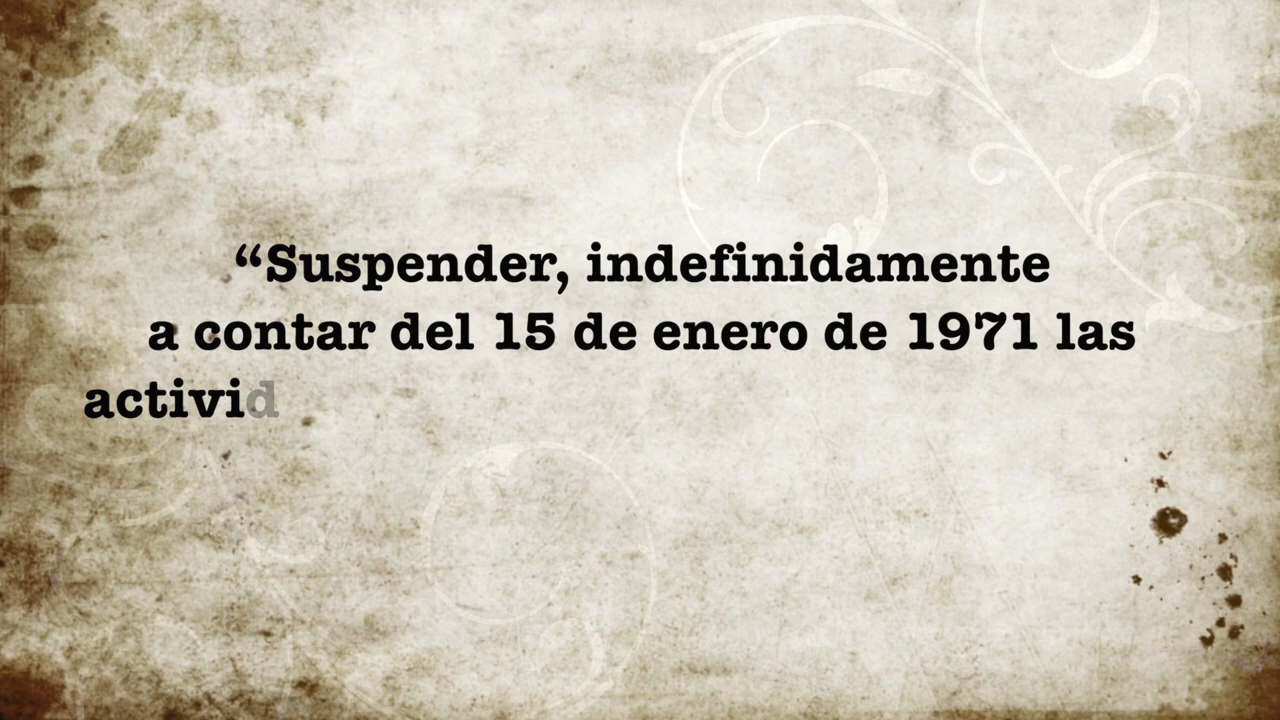 “Suspender, indefinidamente
a contar del 15 de enero de 1971 las
activid